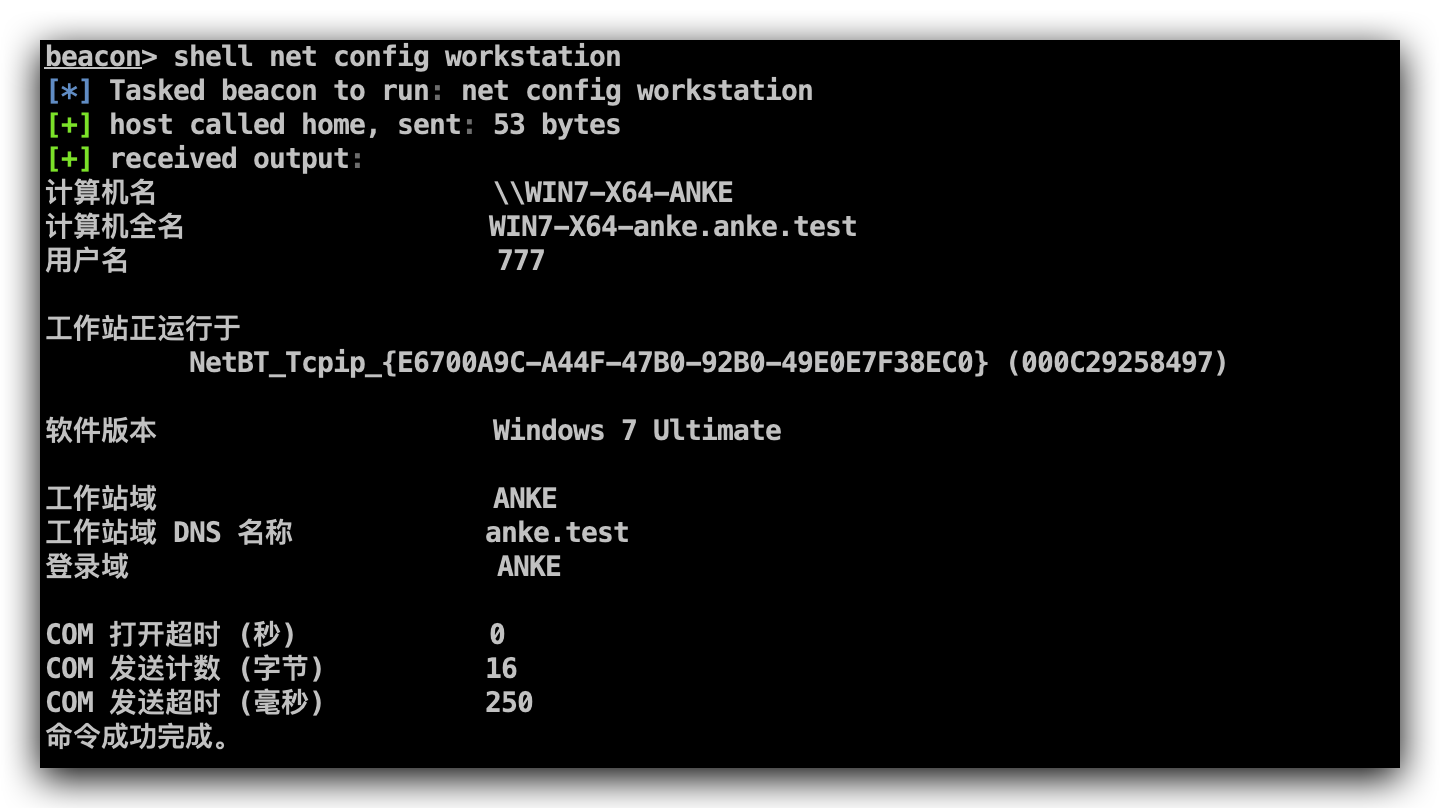 beacon> shell net config workstation
[*] Tasked beacon to run: net config workstation
[+] host called home, sent: 53 bytes
[+] received output:
计算机名 \\WIN7-X64-ANKE
计算机全名 WIN7-X64-anke.anke.test
用户名 777
工作站正运行于
NetBT_Tcpip_{E6700A9C-A44F-47B0-92B0-49E0E7F38EC0} (000C29258497)
软件版本 Windows 7 Ultimate
工作站域 ANKE
工作站域 DNS 名称 anke.test
登录域 ANKE
COM 打开超时 (秒) 0
COM 发送计数 (字节) 16
COM 发送超时 (毫秒) 250
命令成功完成。